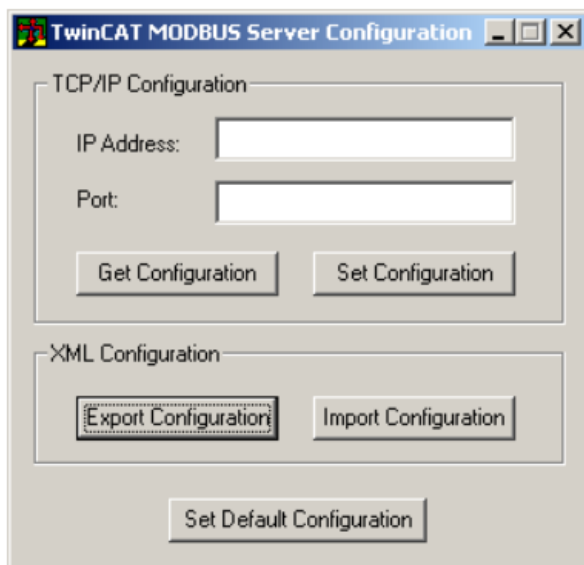 TwinCAT MODBUS Server Configuration
TCP/IP Configuration
IP Address:
Port:
Get Configuration
Set Configuration
XML Configuration
Export Configuration
Import Configuration
Set Default Configuration